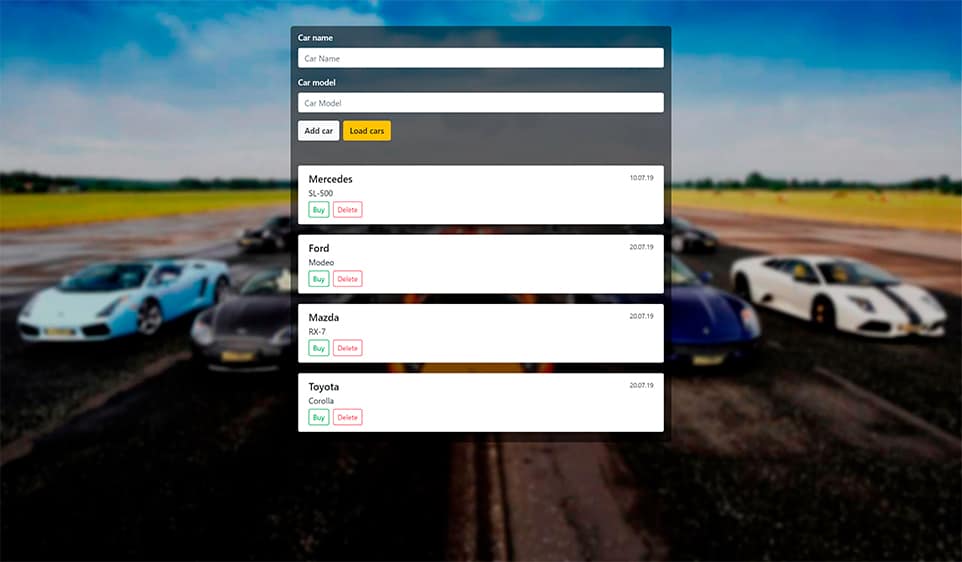 Car name
Car Name
Car model
Car Model
Add car Load cars
Mercedes 10.07.19
SL-500
Buy Delete
Ford 20.07.19
Modeo
Buy Delete
Mazda 20.07.19
RX-7
Buy Delete
Toyota 20.07.19
Corolla
Buy Delete